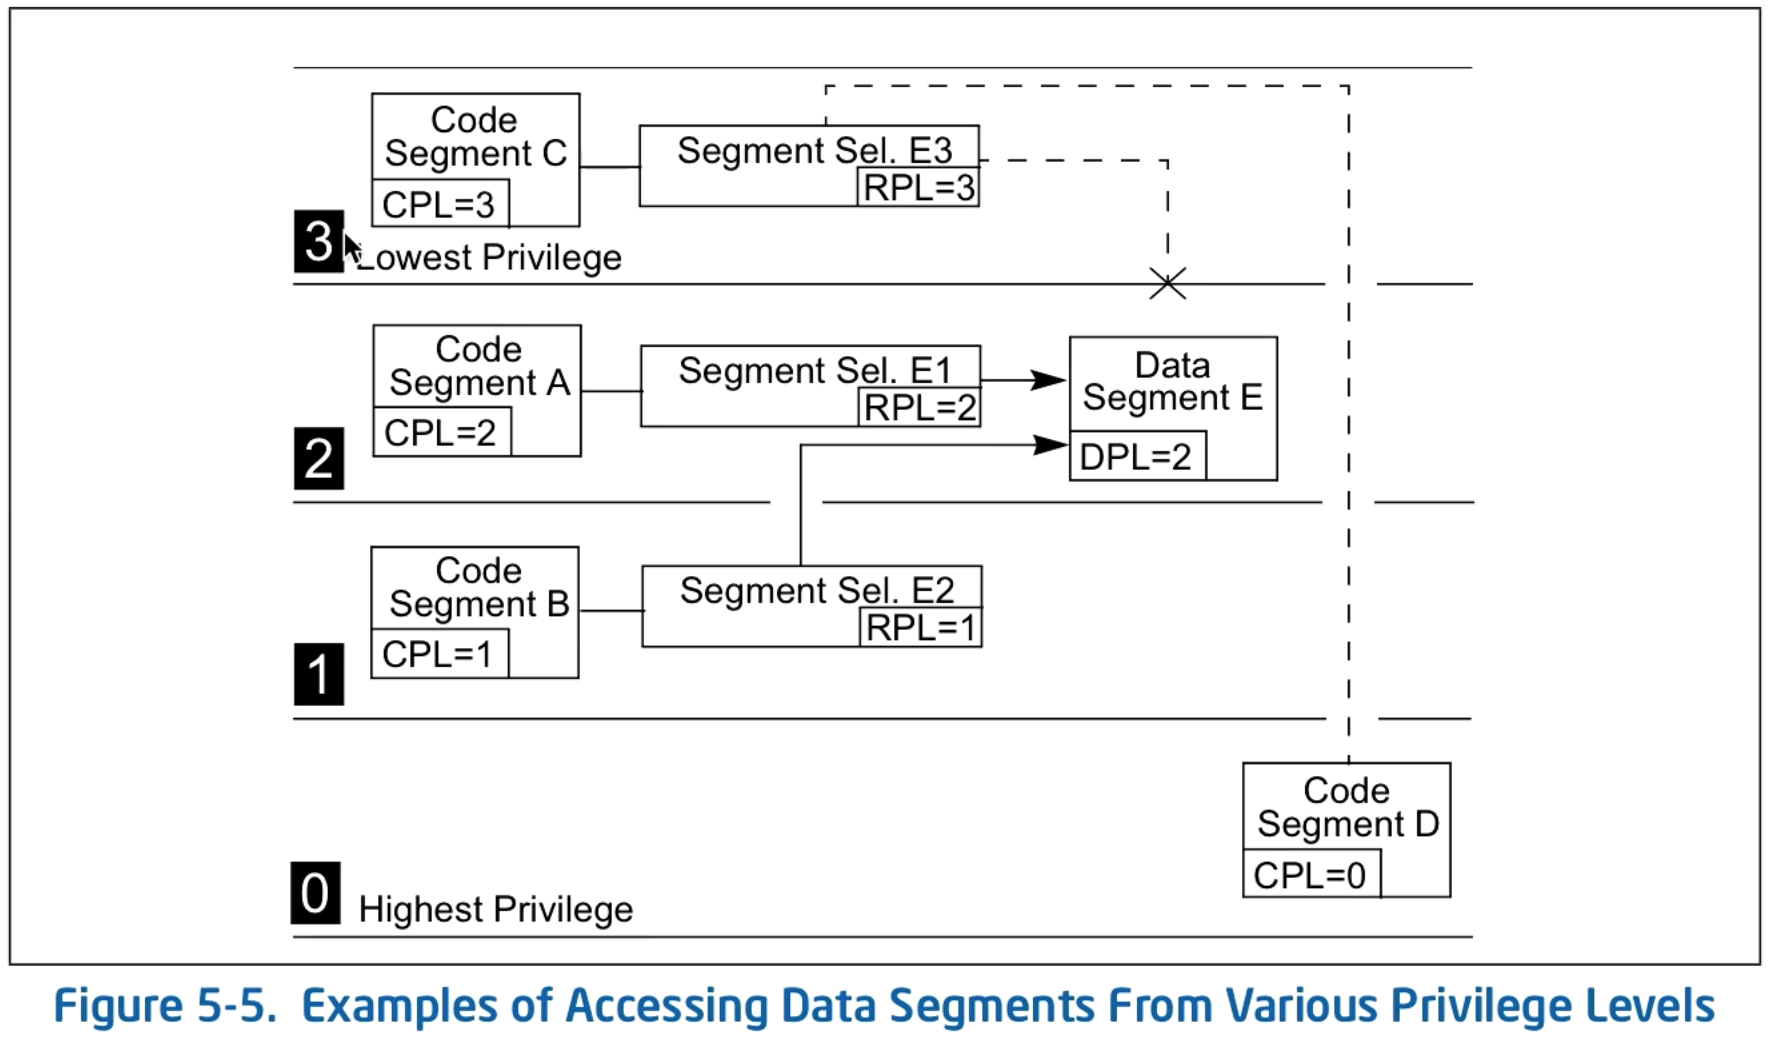 Code
Segment C
CPL=3
Segment Sel. E3
RPL=3
3
Lowest Privilege
Code
Segment A
CPL=2
Segment Sel. E1
RPL=2
Data
Segment E
DPL=2
2
Code
Segment B
CPL=1
Segment Sel. E2
RPL=1
1
Code
Segment D
CPL=0
0
Highest Privilege
Figure 5-5. Examples of Accessing Data Segments From Various Privilege Levels